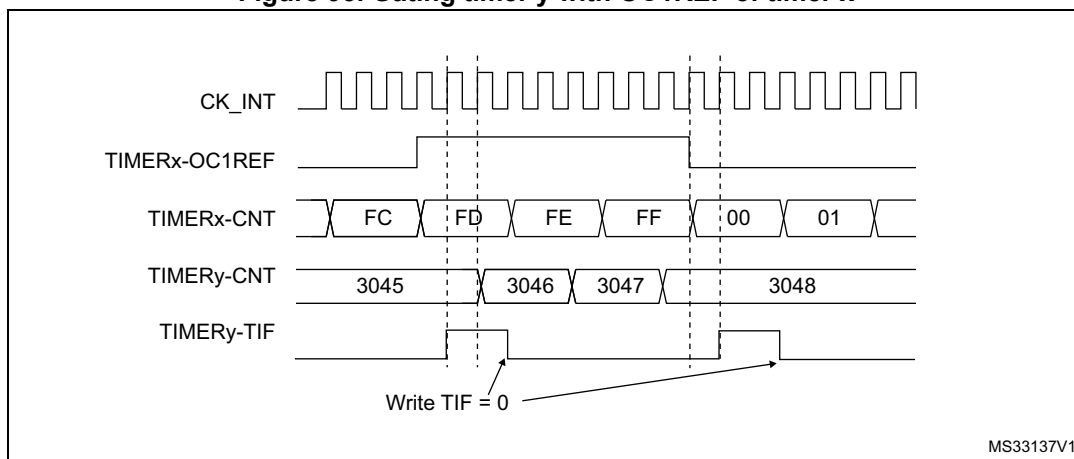 CK_INT
TIMERx-OC1REF
TIMERx-CNT FC FD FE FF 00 01
TIMERy-CNT 3045 3046 3047 3048
TIMERy-TIF
Write TIF = 0
MS33137V1